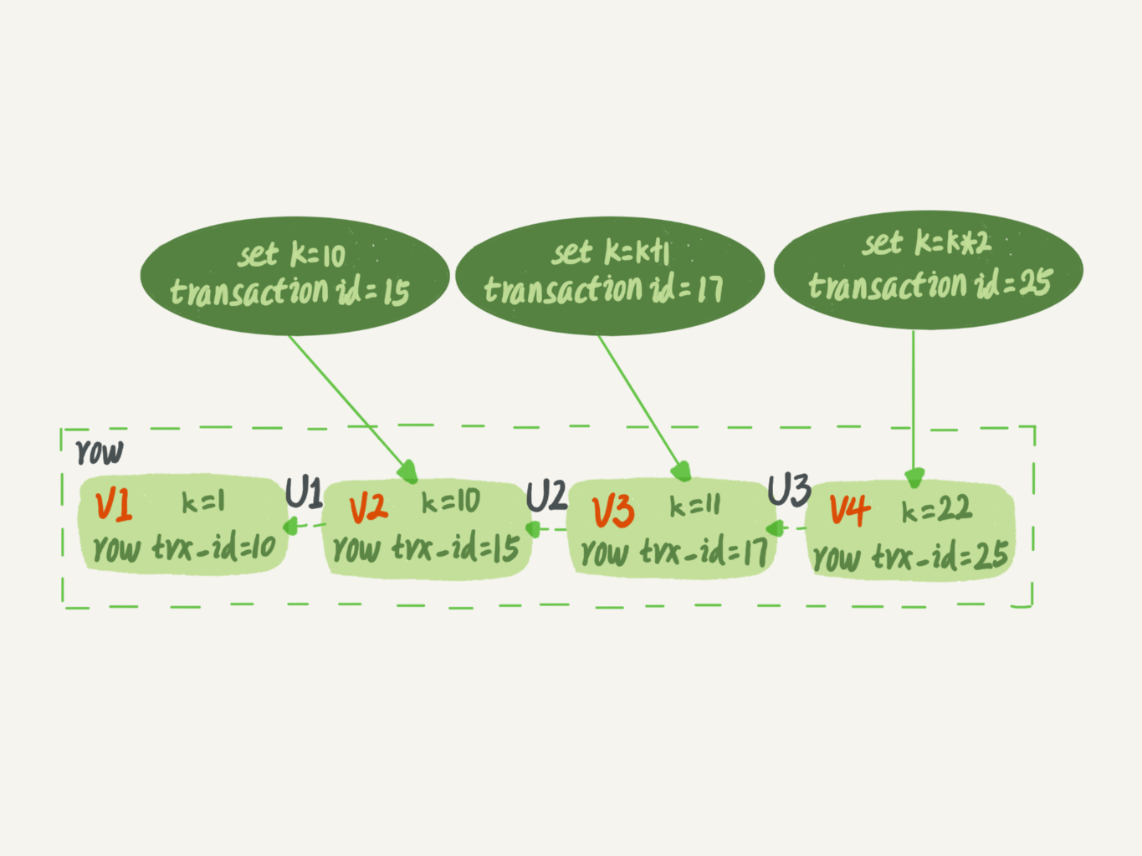 set k=10
transaction id=15
set k=k+1
transaction id=17
set k=k*2
transaction id=25
row
V1 k=1
row trx_id=10
U1
V2 k=10
row trx_id=15
U2
V3 k=11
row trx_id=17
U3
V4 k=22
row trx_id=25